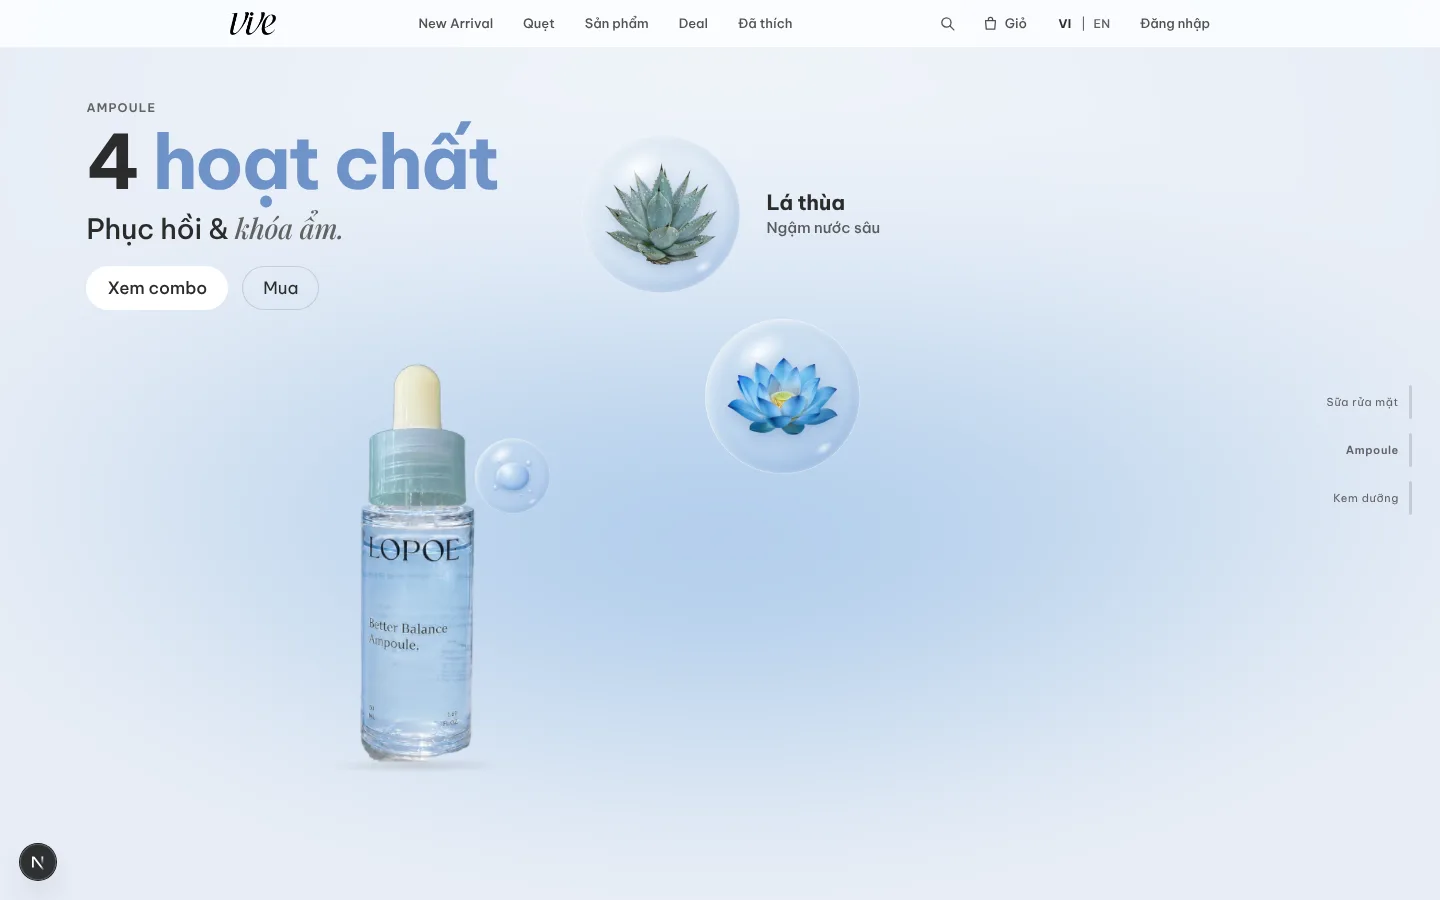 ViVe
New Arrival
Quẹt
Sản phẩm
Deal
Đã thích
Giỏ
VI | EN
Đăng nhập
AMPOULE
4 hoạt chất
Phục hồi & khóa ẩm.
Xem combo
Mua
Lá thùa
Ngậm nước sâu
Sữa rửa mặt
Ampoule
Kem dưỡng
LOPOE
Better Balance
Ampoule.
N